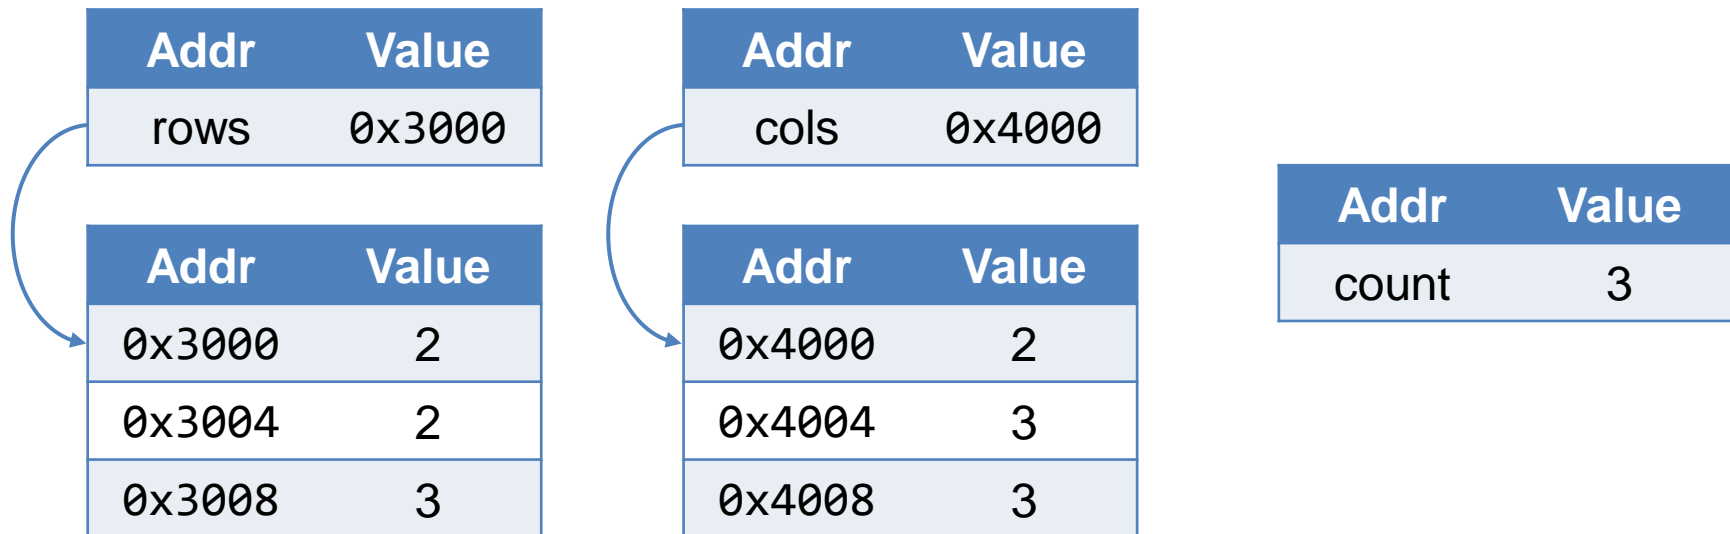 Addr Value
rows 0x3000
Addr Value
0x3000 2
0x3004 2
0x3008 3
Addr Value
cols 0x4000
Addr Value
0x4000 2
0x4004 3
0x4008 3
Addr Value
count 3